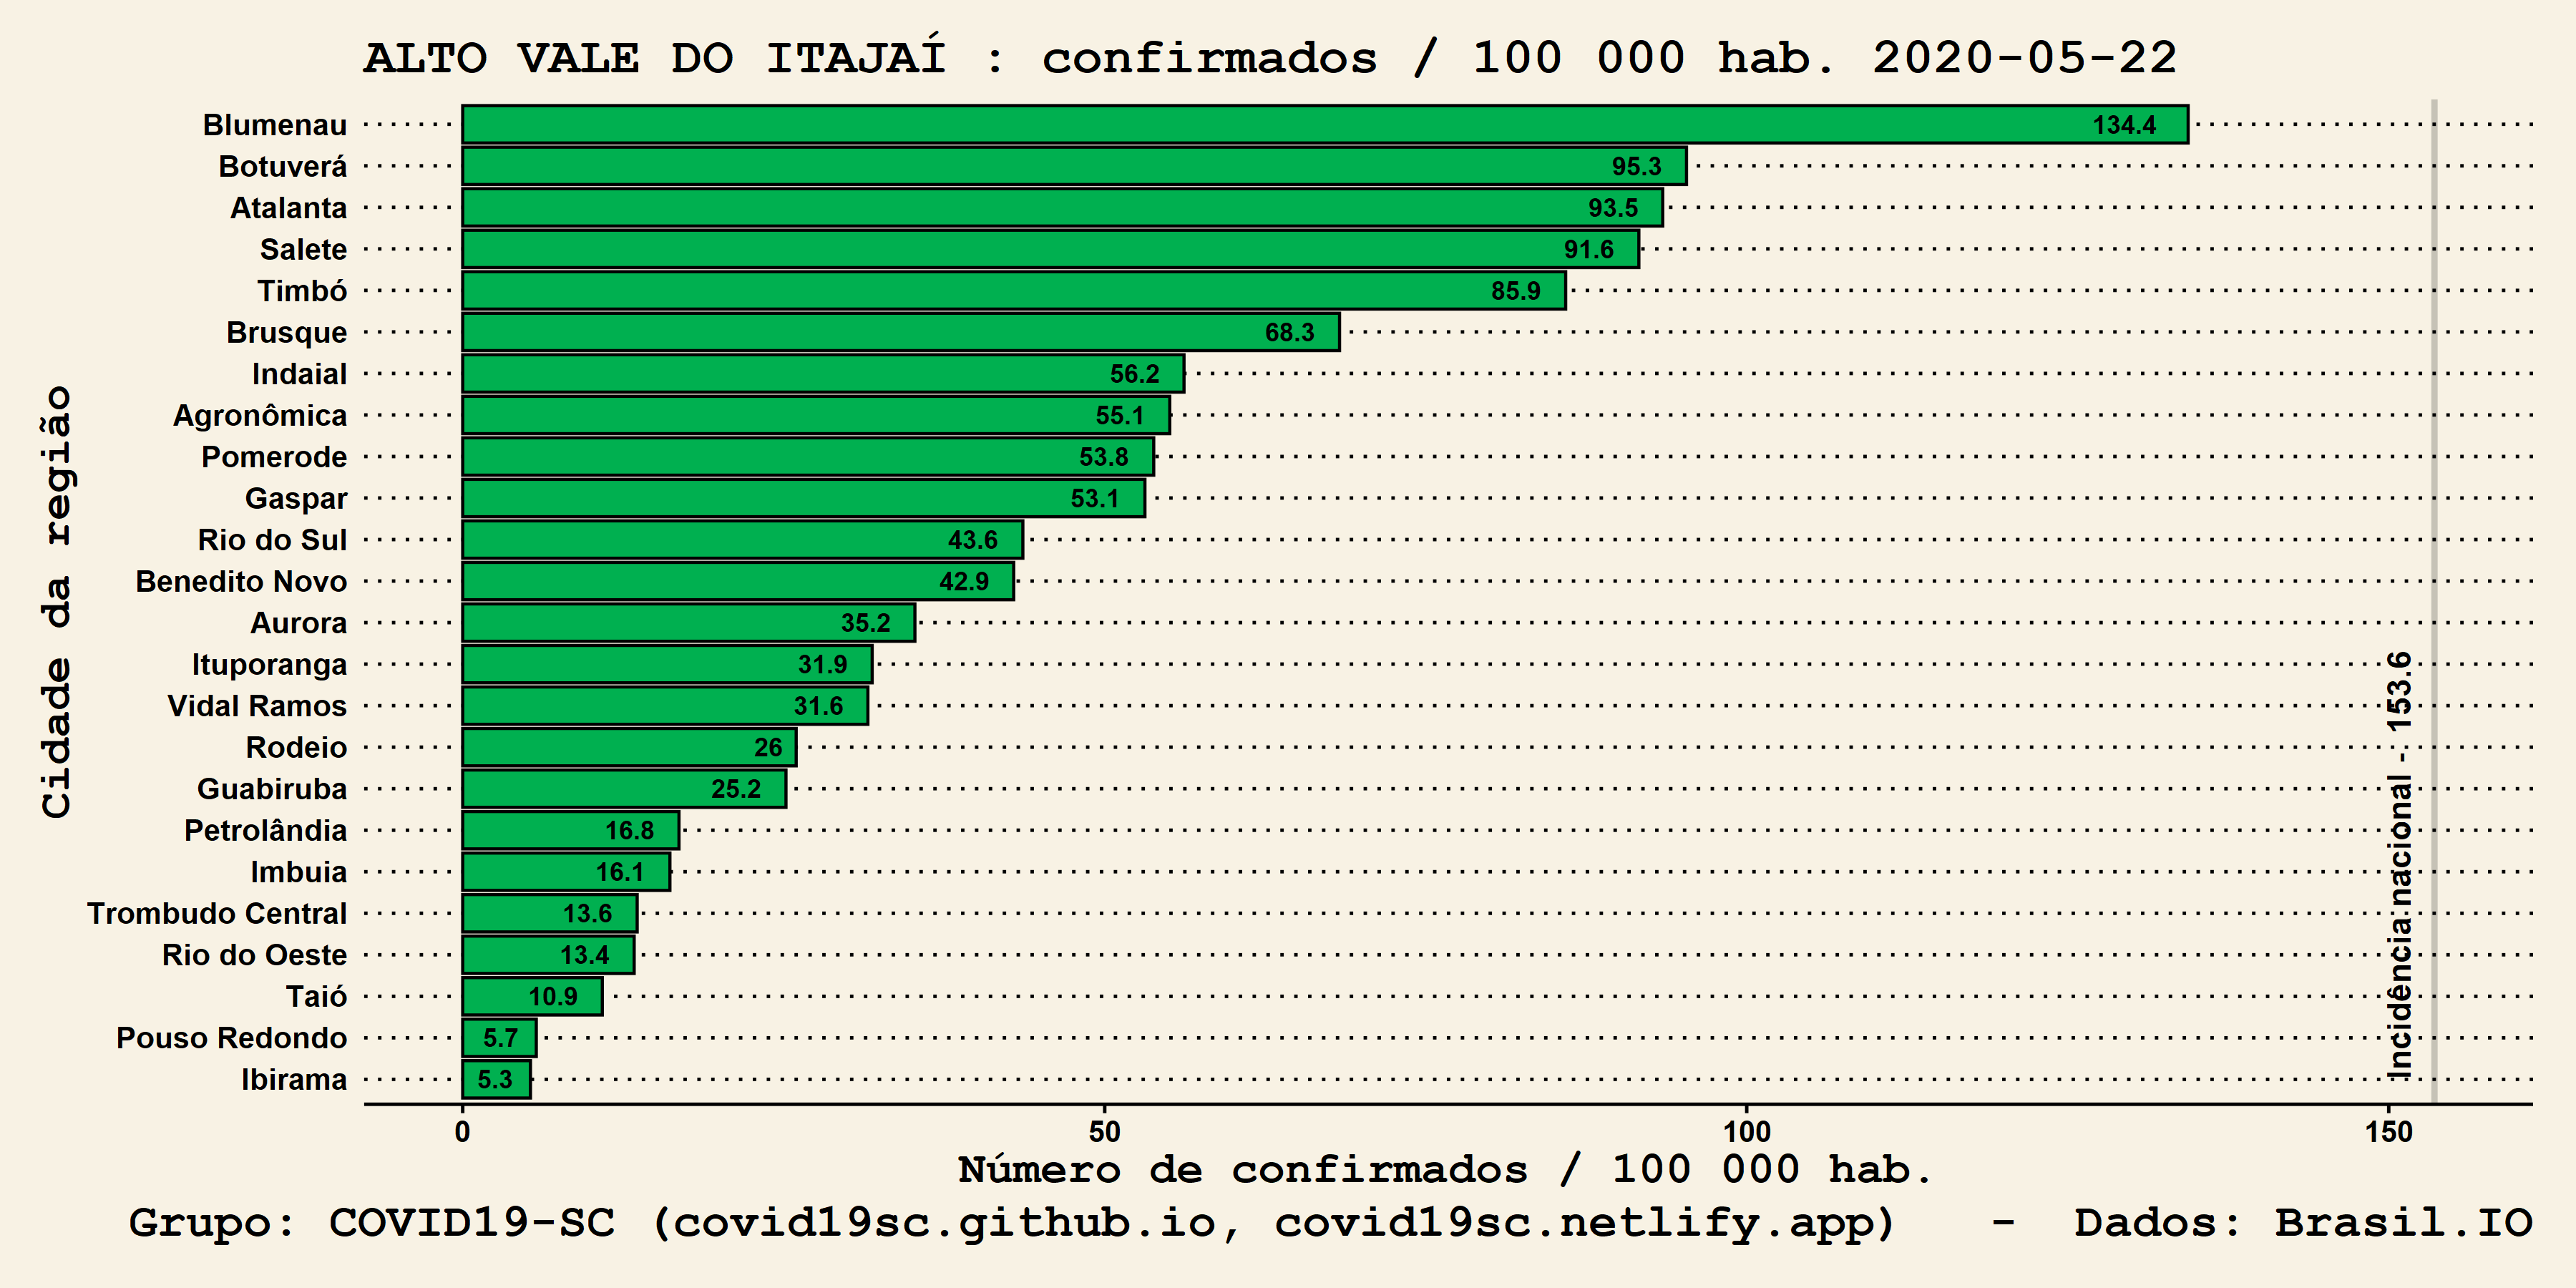 ALTO VALE DO ITAJAÍ : confirmados / 100 000 hab. 2020-05-22
Cidade da região
Blumenau 134.4
Botuverá 95.3
Atalanta 93.5
Salete 91.6
Timbó 85.9
Brusque 68.3
Indaial 56.2
Agronômica 55.1
Pomerode 53.8
Gaspar 53.1
Rio do Sul 43.6
Benedito Novo 42.9
Aurora 35.2
Ituporanga 31.9
Vidal Ramos 31.6
Rodeio 26
Guabiruba 25.2
Petrolândia 16.8
Imbuia 16.1
Trombudo Central 13.6
Rio do Oeste 13.4
Taió 10.9
Pouso Redondo 5.7
Ibirama 5.3
Incidência nacional - 153.6
0 50 100 150
Número de confirmados / 100 000 hab.
Grupo: COVID19-SC (covid19sc.github.io, covid19sc.netlify.app) - Dados: Brasil.IO